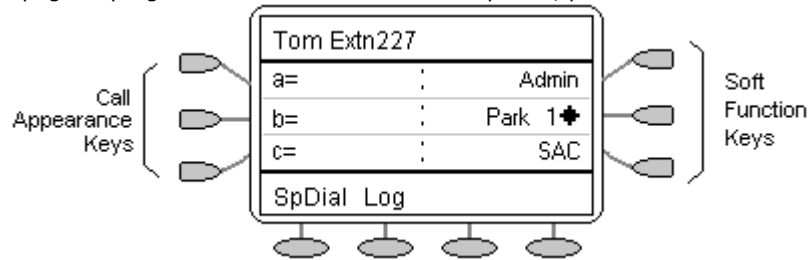 Tom Extn227
a= : Admin
b= : Park 1
c= : SAC
SpDial Log
Call
Appearance
Keys
Soft
Function
Keys